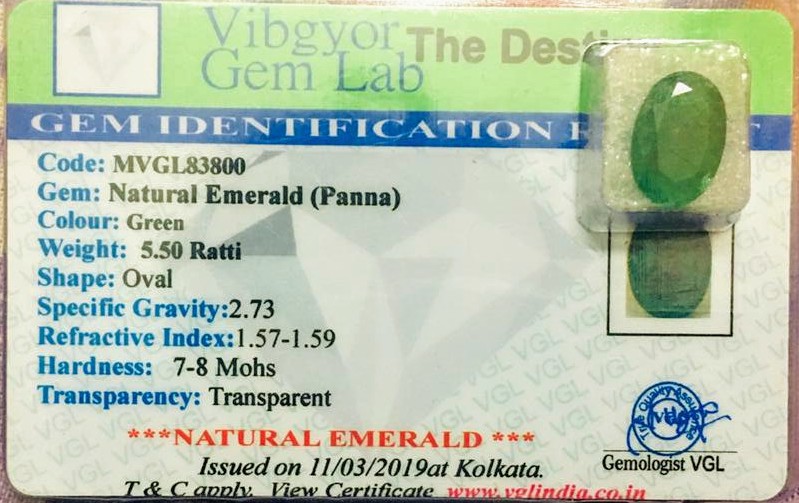 Vibgyor
Gem Lab
The
GEM IDENTIFICATION
Code: MVGL83800
Gem: Natural Emerald (Panna)
Colour: Green
Weight: 5.50 Ratti
Shape: Oval
Specific Gravity:2.73
Refractive Index:1.57-1.59
Hardness: 7-8 Mohs
Transparency: Transparent
***NATURAL EMERALD ***
Issued on 11/03/2019at Kolkata.
T & C apply. View Certificate www.vglindia.co.in
VGL
Gemologist VGL